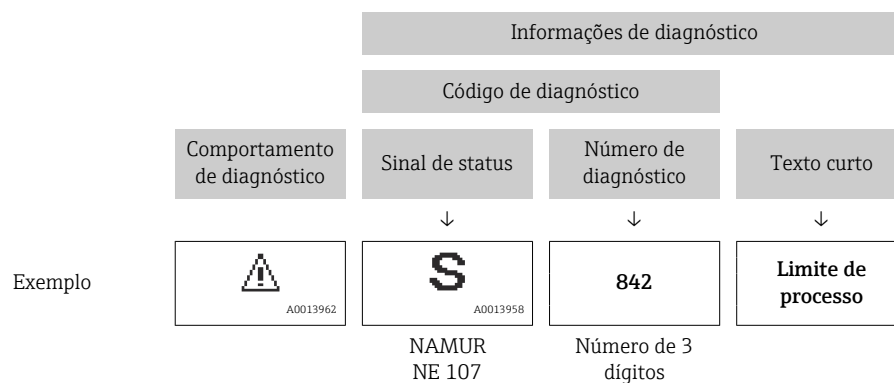 Informações de diagnóstico
Código de diagnóstico
Comportamento
de diagnóstico
Sinal de status
Número de
diagnóstico
Texto curto
↓
↓
↓
Exemplo
A0013962
S
A0013958
842
Limite de
processo
NAMUR
NE 107
Número de 3
dígitos